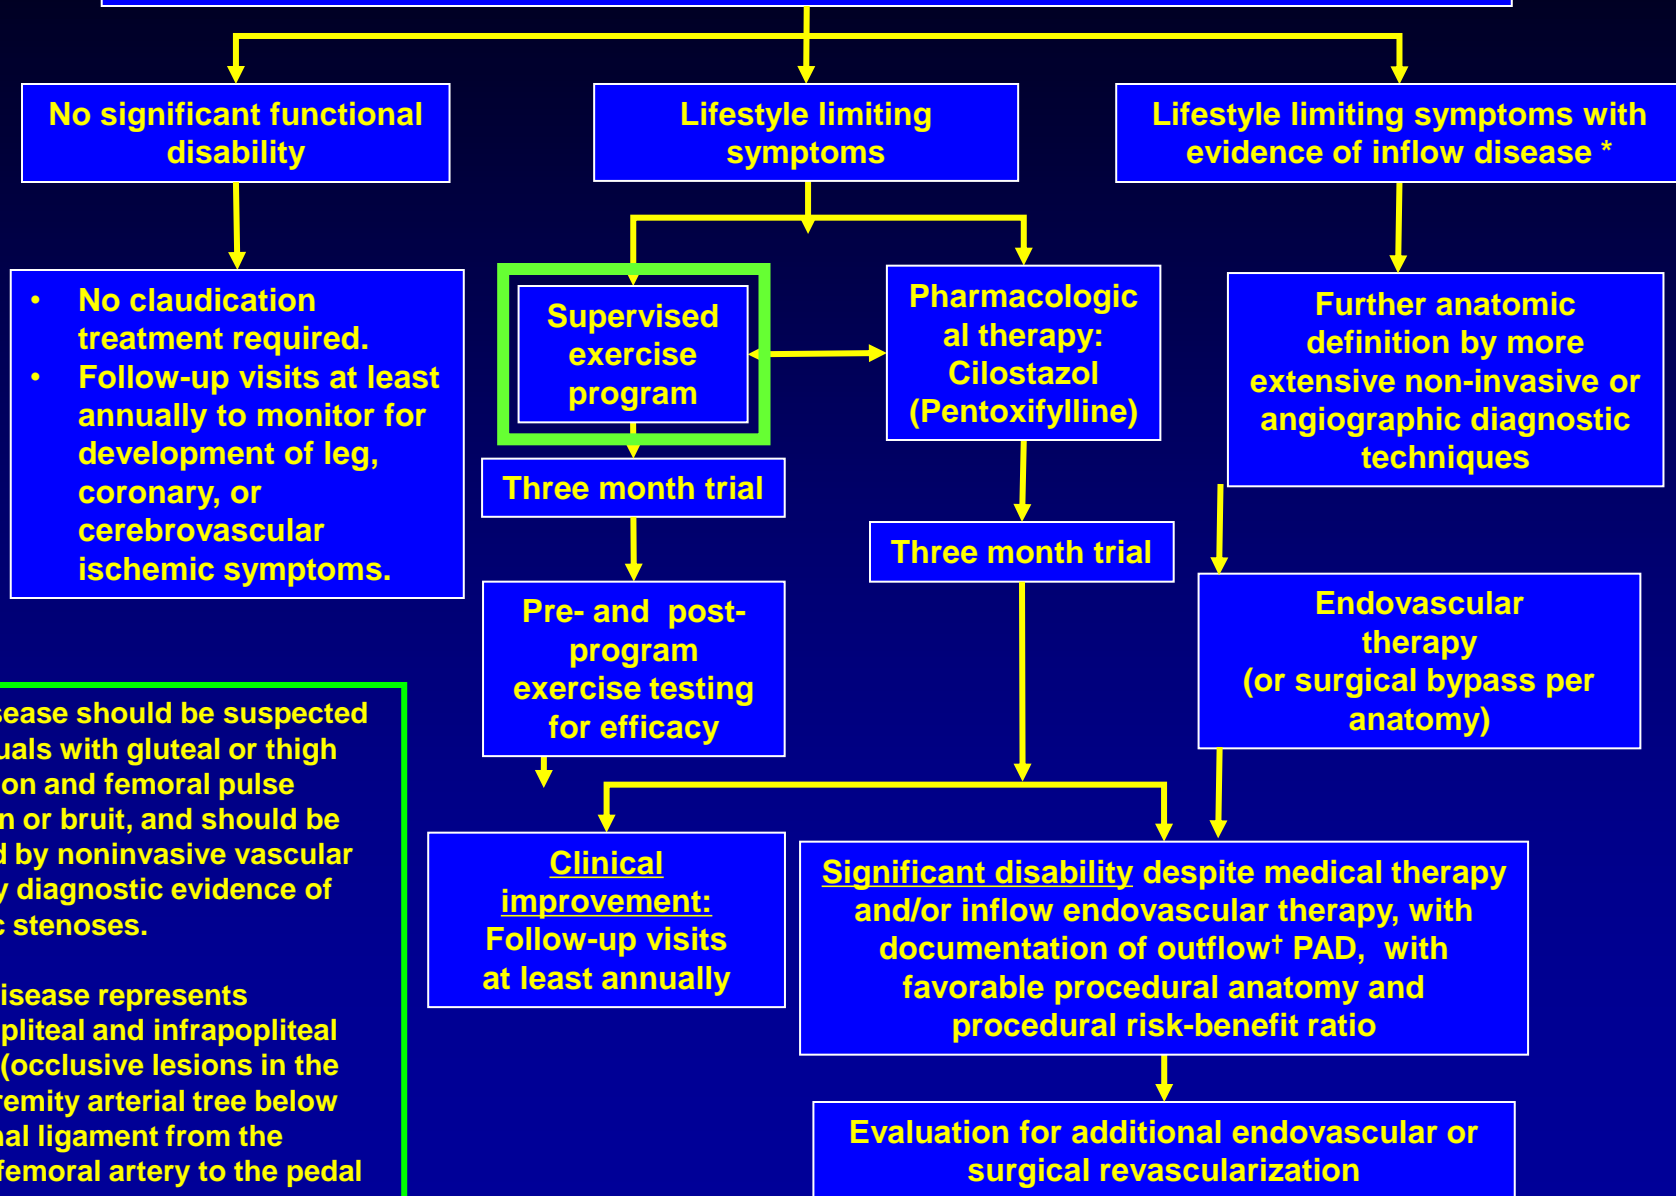 No significant functional
disability
Lifestyle limiting
symptoms
Lifestyle limiting symptoms with
evidence of inflow disease *
• No claudication
treatment required.
• Follow-up visits at least
annually to monitor for
development of leg,
coronary, or
cerebrovascular
ischemic symptoms.
Supervised
exercise
program
Pharmacologic
al therapy:
Cilostazol
(Pentoxifylline)
Further anatomic
definition by more
extensive non-invasive or
angiographic diagnostic
techniques
Three month trial
Three month trial
Pre- and post-
program
exercise testing
for efficacy
Endovascular
therapy
(or surgical bypass per
anatomy)
sease should be suspected
uals with gluteal or thigh
on and femoral pulse
n or bruit, and should be
d by noninvasive vascular
y diagnostic evidence of
c stenoses.
isease represents
pliteal and infrapopliteal
(occlusive lesions in the
remity arterial tree below
nal ligament from the
femoral artery to the pedal
Clinical
improvement:
Follow-up visits
at least annually
Significant disability despite medical therapy
and/or inflow endovascular therapy, with
documentation of outflow† PAD, with
favorable procedural anatomy and
procedural risk-benefit ratio
Evaluation for additional endovascular or
surgical revascularization